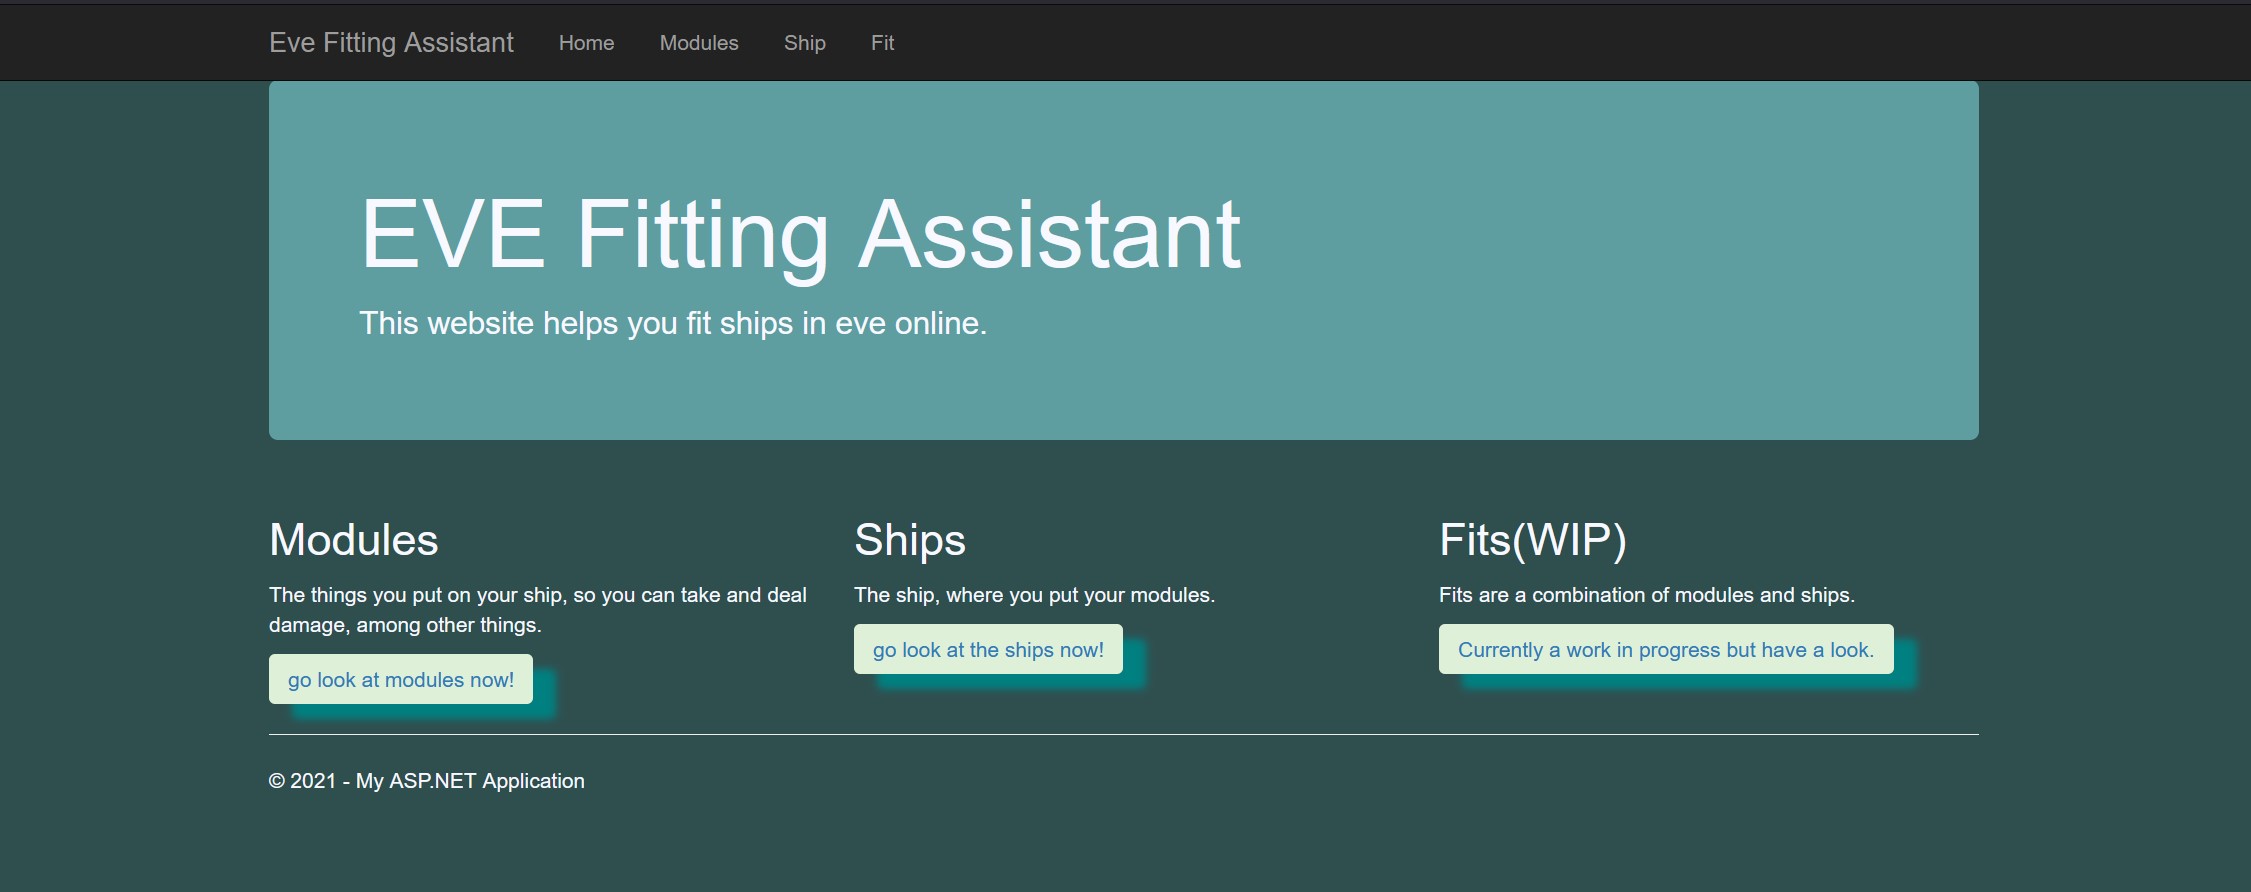 Eve Fitting Assistant Home Modules Ship Fit
EVE Fitting Assistant
This website helps you fit ships in eve online.
Modules
The things you put on your ship, so you can take and deal
damage, among other things.
go look at modules now!
Ships
The ship, where you put your modules.
go look at the ships now!
Fits(WIP)
Fits are a combination of modules and ships.
Currently a work in progress but have a look.
© 2021 - My ASP.NET Application